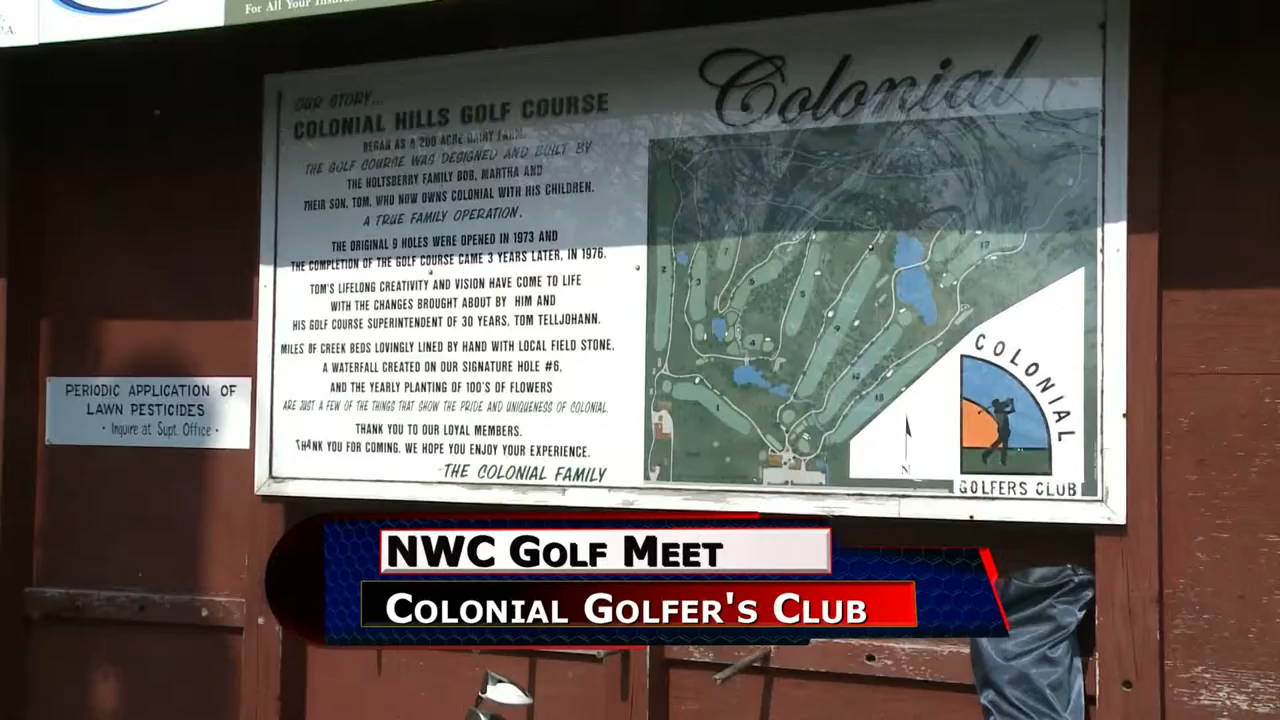 For All Your
P.A.
OUR STORY...
COLONIAL HILLS GOLF COURSE
BEGAN AS A 200 ACRE DAIRY FARM.
THE GOLF COURSE WAS DESIGNED AND BUILT BY
THE HOLTSBERRY FAMILY BOB, MARTHA AND
THEIR SON, TOM, WHO NOW OWNS COLONIAL WITH HIS CHILDREN.
A TRUE FAMILY OPERATION.
THE ORIGINAL 9 HOLES WERE OPENED IN 1973 AND
THE COMPLETION OF THE GOLF COURSE CAME 3 YEARS LATER, IN 1976.
TOM'S LIFELONG CREATIVITY AND VISION HAVE COME TO LIFE
WITH THE CHANGES BROUGHT ABOUT BY HIM AND
HIS GOLF COURSE SUPERINTENDENT OF 30 YEARS, TOM TELLJOHANN.
MILES OF CREEK BEDS LOVINGLY LINED BY HAND WITH LOCAL FIELD STONE,
A WATERFALL CREATED ON OUR SIGNATURE HOLE #6,
AND THE YEARLY PLANTING OF 100'S OF FLOWERS
ARE JUST A FEW OF THE THINGS THAT SHOW THE PRIDE AND UNIQUENESS OF COLONIAL.
THANK YOU TO OUR LOYAL MEMBERS.
THANK YOU FOR COMING. WE HOPE YOU ENJOY YOUR EXPERIENCE.
-THE COLONIAL FAMILY
Colonial
2
3
7
17
4
1
18
N
COLONIAL
GOLFERS CLUB
PERIODIC APPLICATION OF
LAWN PESTICIDES
• Inquire at Supt. Office •
NWC GOLF MEET
COLONIAL GOLFER'S CLUB